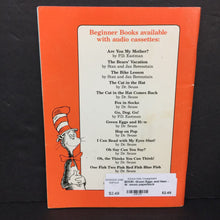 Beginner Books available
with audio cassettes:
Are You My Mother?
by P.D. Eastman
The Bears' Vacation
by Stan and Jan Berenstain
The Bike Lesson
by Stan and Jan Berenstain
The Cat in the Hat
by Dr. Seuss
The Cat in the Hat Comes Back
by Dr. Seuss
Fox in Socks
by Dr. Seuss
Go, Dog. Go!
by P.D. Eastman
Green Eggs and Ham
by Dr. Seuss
Hop on Pop
by Dr. Seuss
I Can Read with My Eyes Shut!
by Dr. Seuss
Oh Say Can You Say?
by Dr. Seuss
Oh, the Thinks You Can Think!
by Dr. Seuss
One Fish Two Fish Red Fish Blue Fish
by Dr. Seuss
$2.49
$2.49